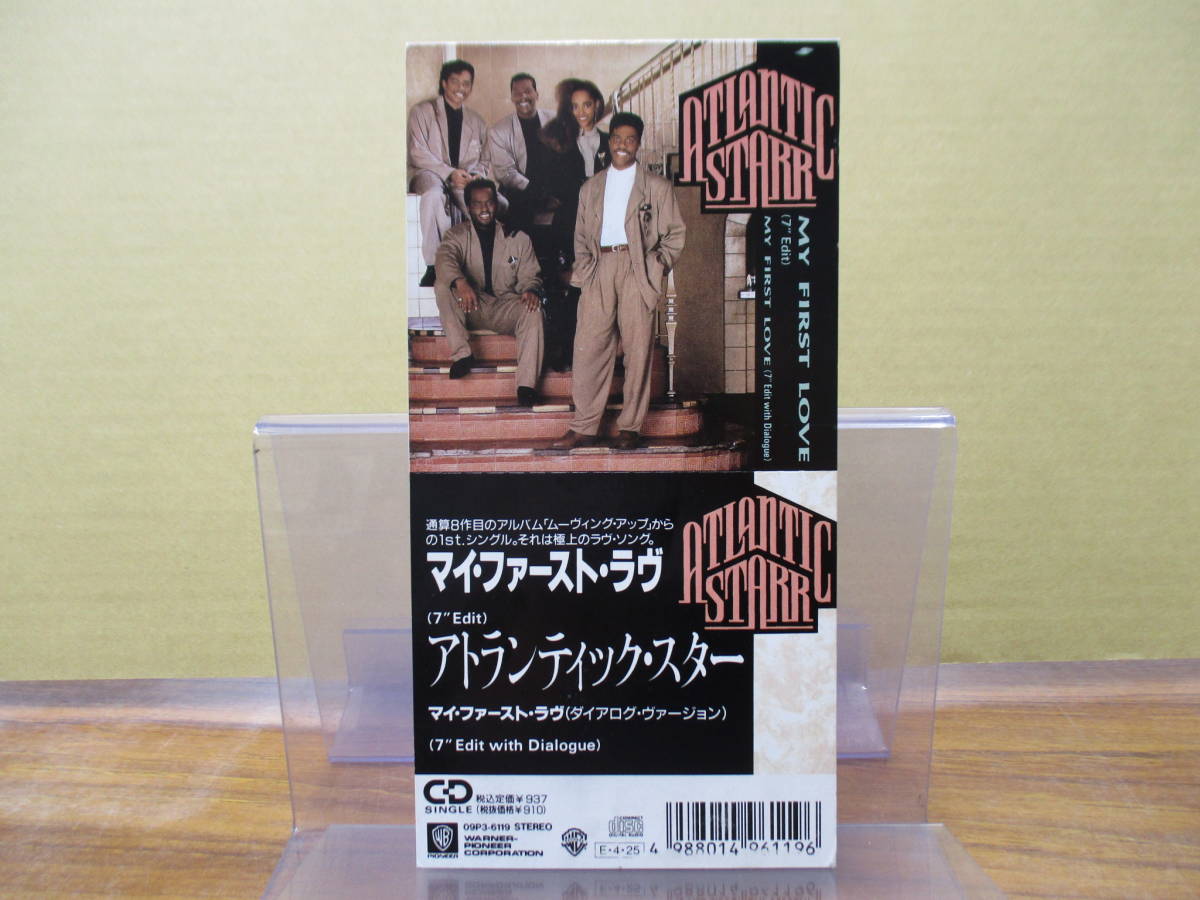 ATLANTIC
STARR
MY FIRST LOVE
(7" Edit)
MY FIRST LOVE (7" Edit with Dialogue)
通算8作目のアルバム「ムーヴィング・アップ」から
の1st.シングル。それは極上のラヴ・ソング。
マイ・ファースト・ラヴ
(7" Edit)
ATLANTIC
STARR
アトランティック・スター
マイ・ファースト・ラヴ(ダイアログ・ヴァージョン)
(7" Edit with Dialogue)
CD
SINGLE
税込定価¥937
(税抜価格¥910)
09P3-6119 STEREO
WB
PIONEER
WARNER-
PIONEER
CORPORATION
COMPACT
disc
DIGITAL AUDIO
E・4・25
4 988014 961196